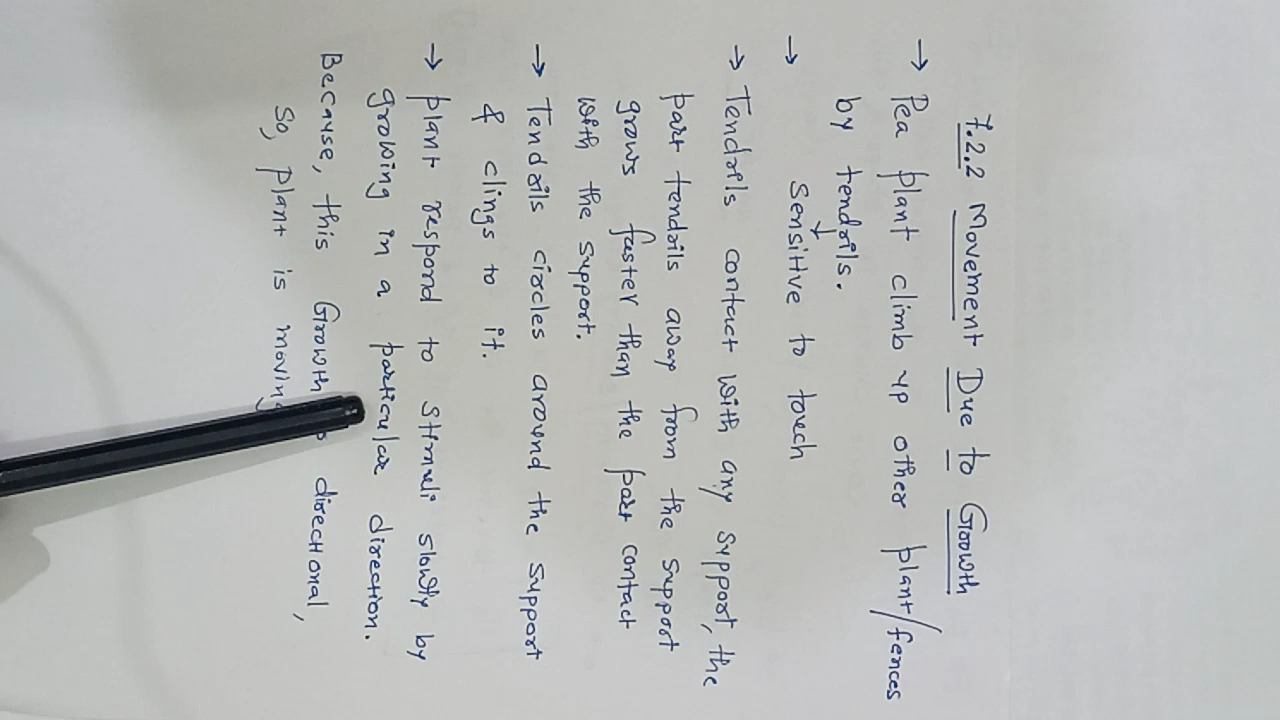 7.2.2 Movement Due to Growth
→ Pea plant climb up other plant/fences
by tendrils.
→ sensitive to touch
→ Tendrils contact with any support, the
part tendrils away from the support
grows faster than the part contact
with the support.
→ Tendrils circles around the support
& clings to it.
→ plant respond to stimuli slowly by
growing in a particular direction.
Because, this Growth directional,
So, plant is moving